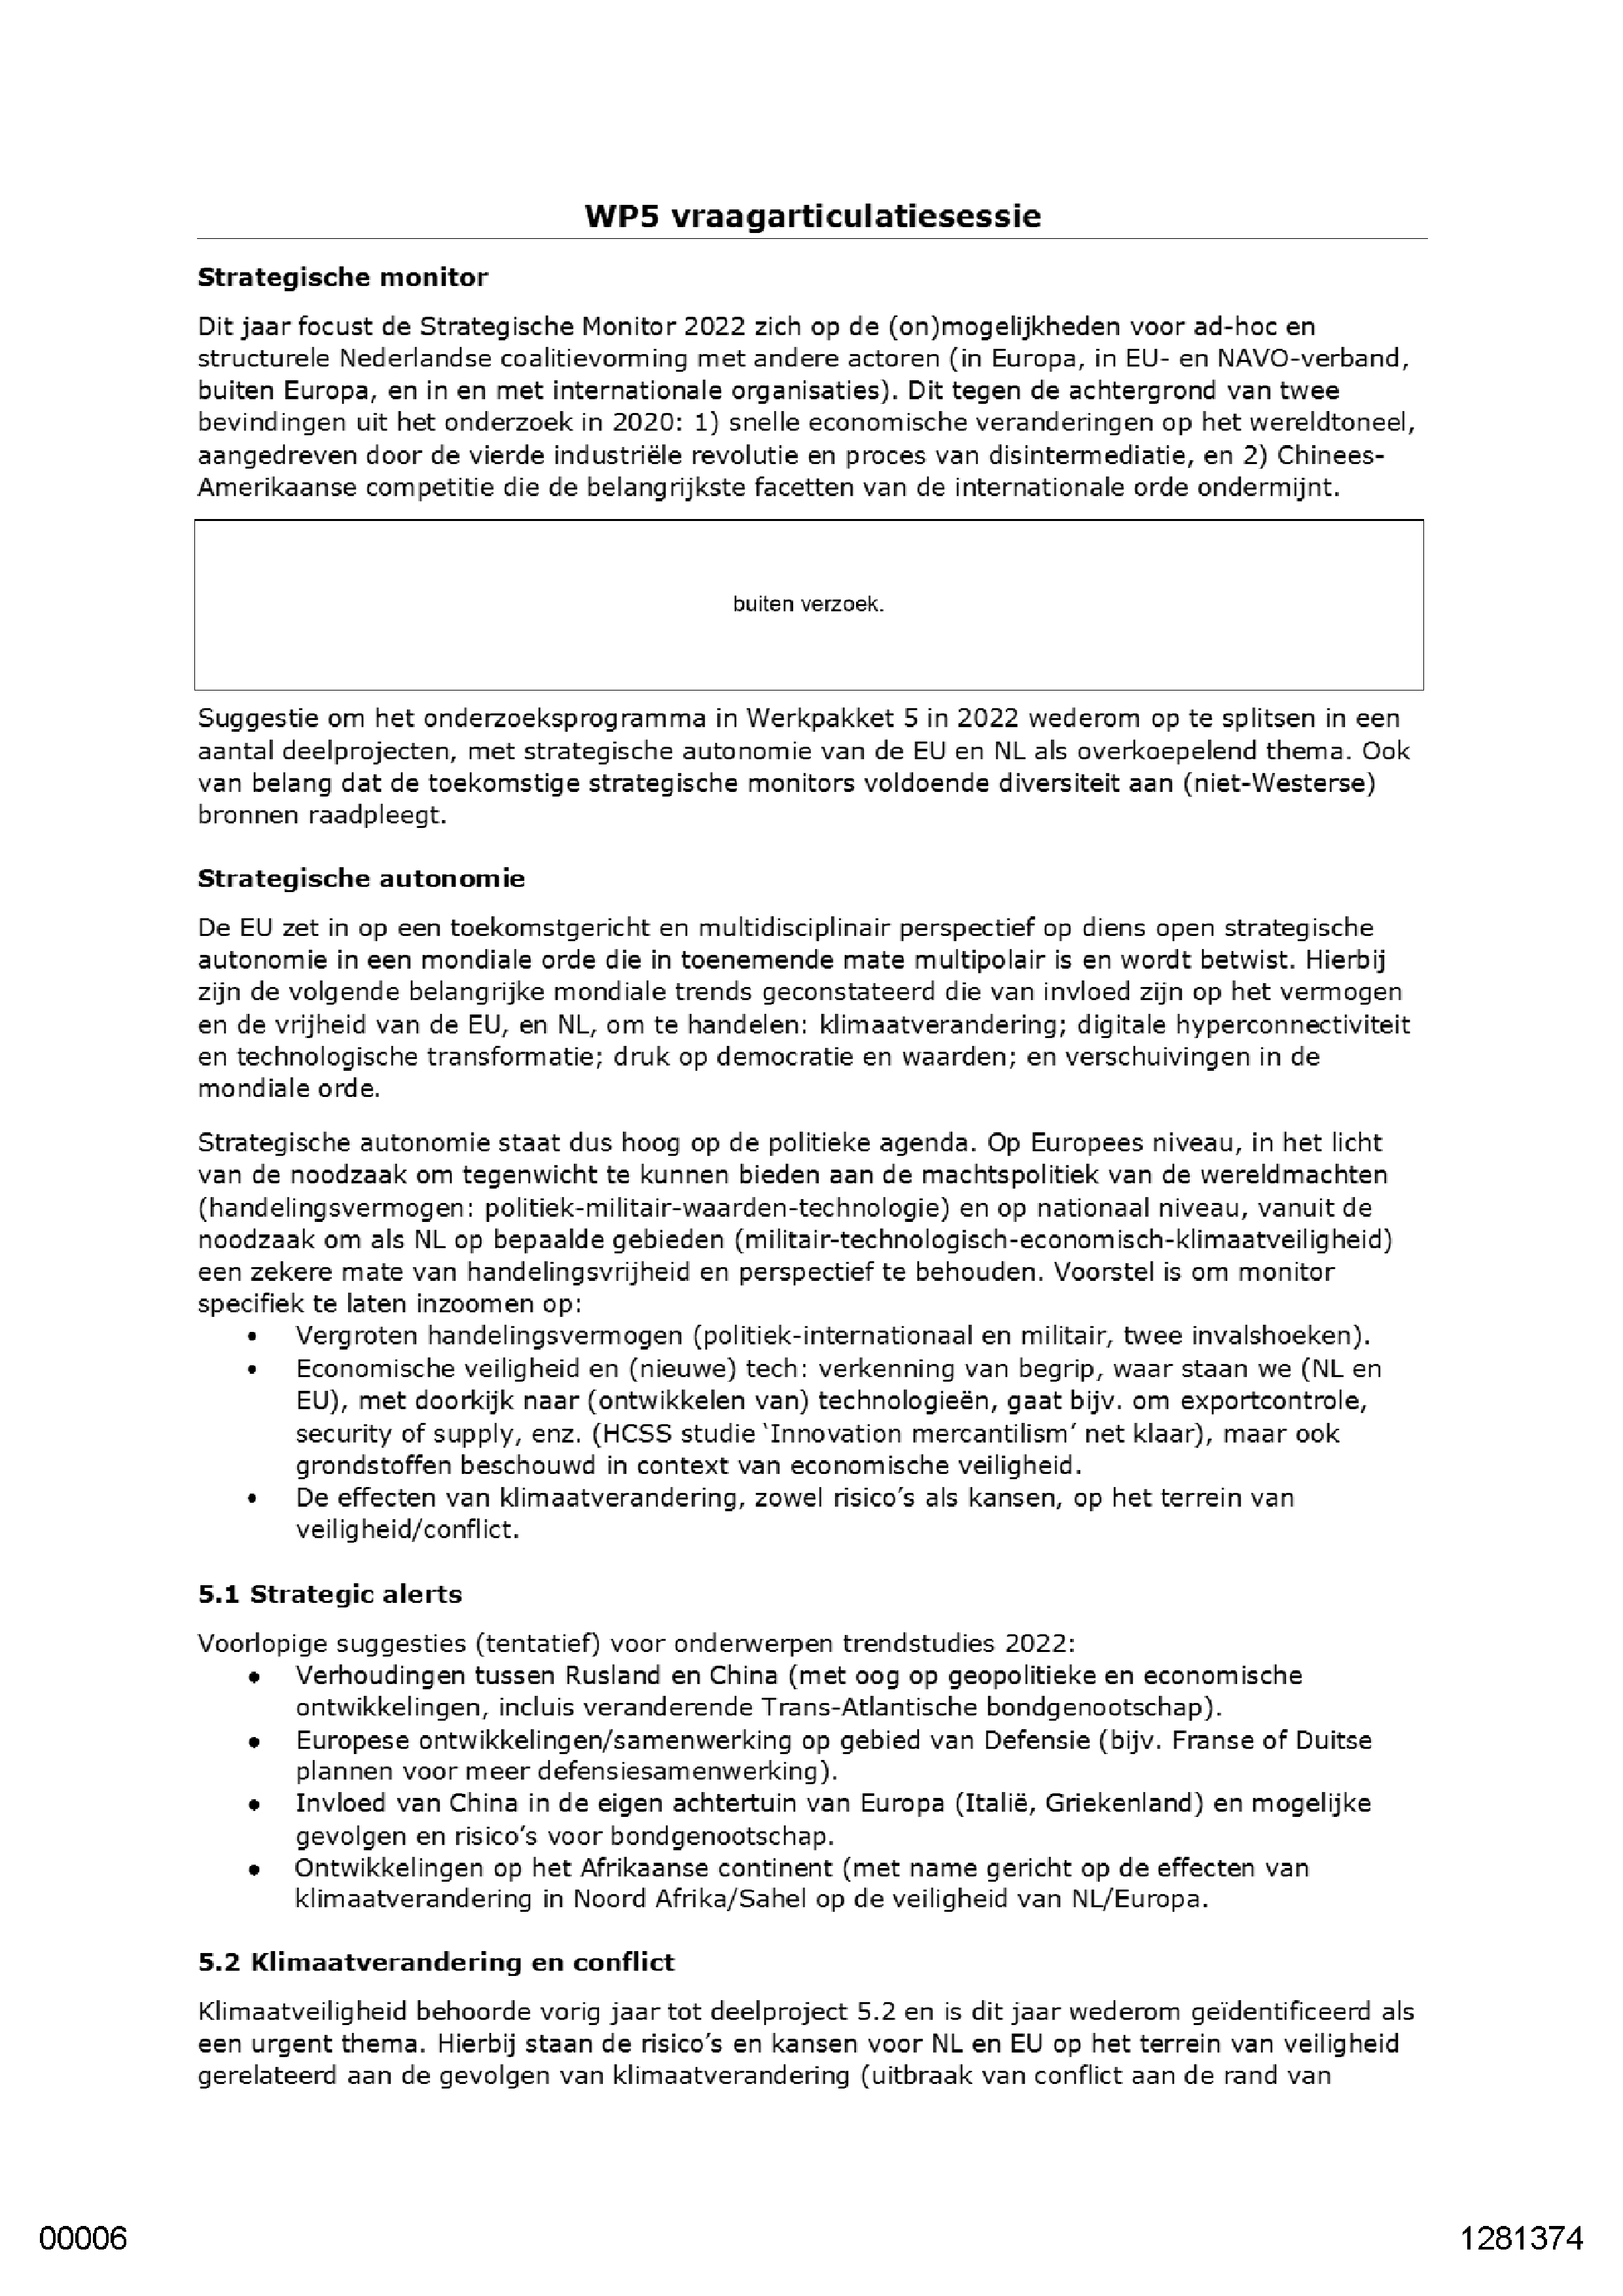 WP5 vraagarticulatiesessie
Strategische monitor
Dit jaar focust de Strategische Monitor 2022 zich op de (on)mogelijkheden voor ad-hoc en
structurele Nederlandse coalitievorming met andere actoren (in Europa, in EU- en NAVO-verband,
buiten Europa, en in en met internationale organisaties). Dit tegen de achtergrond van twee
bevindingen uit het onderzoek in 2020: 1) snelle economische veranderingen op het wereldtoneel,
aangedreven door de vierde industriële revolutie en proces van disintermediatie, en 2) Chinees-
Amerikaanse competitie die de belangrijkste facetten van de internationale orde ondermijnt.
buiten verzoek.
Suggestie om het onderzoeksprogramma in Werkpakket 5 in 2022 wederom op te splitsen in een
aantal deelprojecten, met strategische autonomie van de EU en NL als overkoepelend thema. Ook
van belang dat de toekomstige strategische monitors voldoende diversiteit aan (niet-Westerse)
bronnen raadpleegt.
Strategische autonomie
De EU zet in op een toekomstgericht en multidisciplinair perspectief op diens open strategische
autonomie in een mondiale orde die in toenemende mate multipolair is en wordt betwist. Hierbij
zijn de volgende belangrijke mondiale trends geconstateerd die van invloed zijn op het vermogen
en de vrijheid van de EU, en NL, om te handelen: klimaatverandering; digitale hyperconnectiviteit
en technologische transformatie; druk op democratie en waarden; en verschuivingen in de
mondiale orde.
Strategische autonomie staat dus hoog op de politieke agenda. Op Europees niveau, in het licht
van de noodzaak om tegenwicht te kunnen bieden aan de machtspolitiek van de wereldmachten
(handelingsvermogen: politiek-militair-waarden-technologie) en op nationaal niveau, vanuit de
noodzaak om als NL op bepaalde gebieden (militair-technologisch-economisch-klimaatveiligheid)
een zekere mate van handelingsvrijheid en perspectief te behouden. Voorstel is om monitor
specifiek te laten inzoomen op:
• Vergroten handelingsvermogen (politiek-internationaal en militair, twee invalshoeken).
• Economische veiligheid en (nieuwe) tech: verkenning van begrip, waar staan we (NL en
EU), met doorkijk naar (ontwikkelen van) technologieën, gaat bijv. om exportcontrole,
security of supply, enz. (HCSS studie ‘Innovation mercantilism’ net klaar), maar ook
grondstoffen beschouwd in context van economische veiligheid.
• De effecten van klimaatverandering, zowel risico’s als kansen, op het terrein van
veiligheid/conflict.
5.1 Strategic alerts
Voorlopige suggesties (tentatief) voor onderwerpen trendstudies 2022:
• Verhoudingen tussen Rusland en China (met oog op geopolitieke en economische
ontwikkelingen, incluis veranderende Trans-Atlantische bondgenootschap).
• Europese ontwikkelingen/samenwerking op gebied van Defensie (bijv. Franse of Duitse
plannen voor meer defensiesamenwerking).
• Invloed van China in de eigen achtertuin van Europa (Italië, Griekenland) en mogelijke
gevolgen en risico’s voor bondgenootschap.
• Ontwikkelingen op het Afrikaanse continent (met name gericht op de effecten van
klimaatverandering in Noord Afrika/Sahel op de veiligheid van NL/Europa.
5.2 Klimaatverandering en conflict
Klimaatveiligheid behoorde vorig jaar tot deelproject 5.2 en is dit jaar wederom geïdentificeerd als
een urgent thema. Hierbij staan de risico’s en kansen voor NL en EU op het terrein van veiligheid
gerelateerd aan de gevolgen van klimaatverandering (uitbraak van conflict aan de rand van
00006
1281374